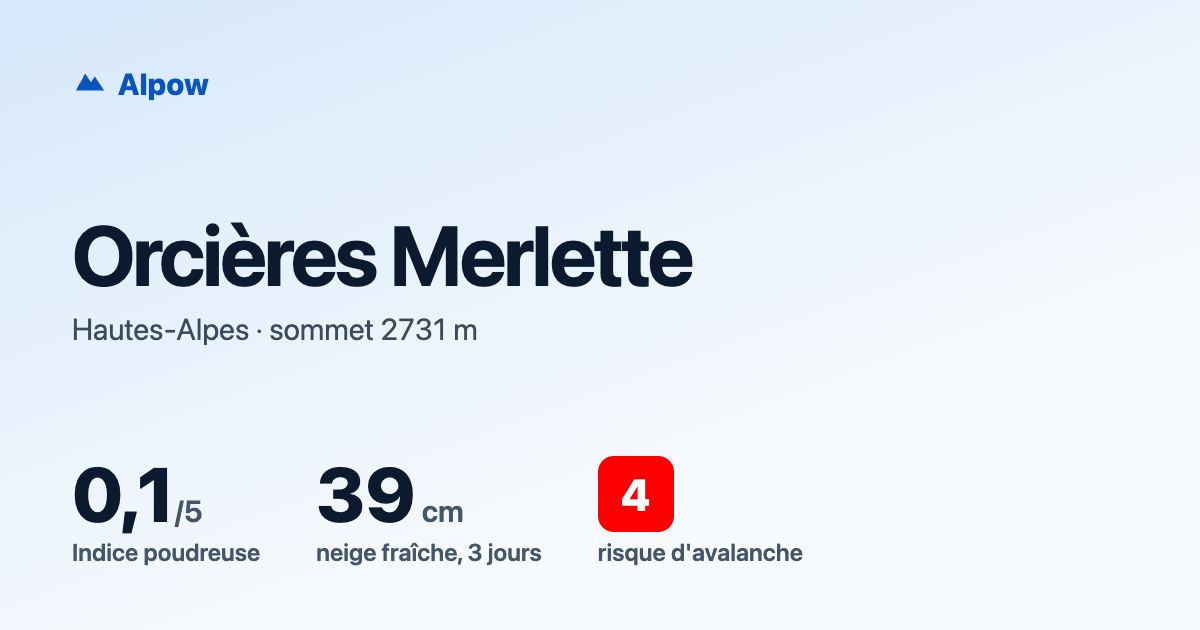 Alpow
Orcières Merlette
Hautes-Alpes · sommet 2731 m
0,1/5 39 cm 4
Indice poudreuse neige fraîche, 3 jours risque d'avalanche